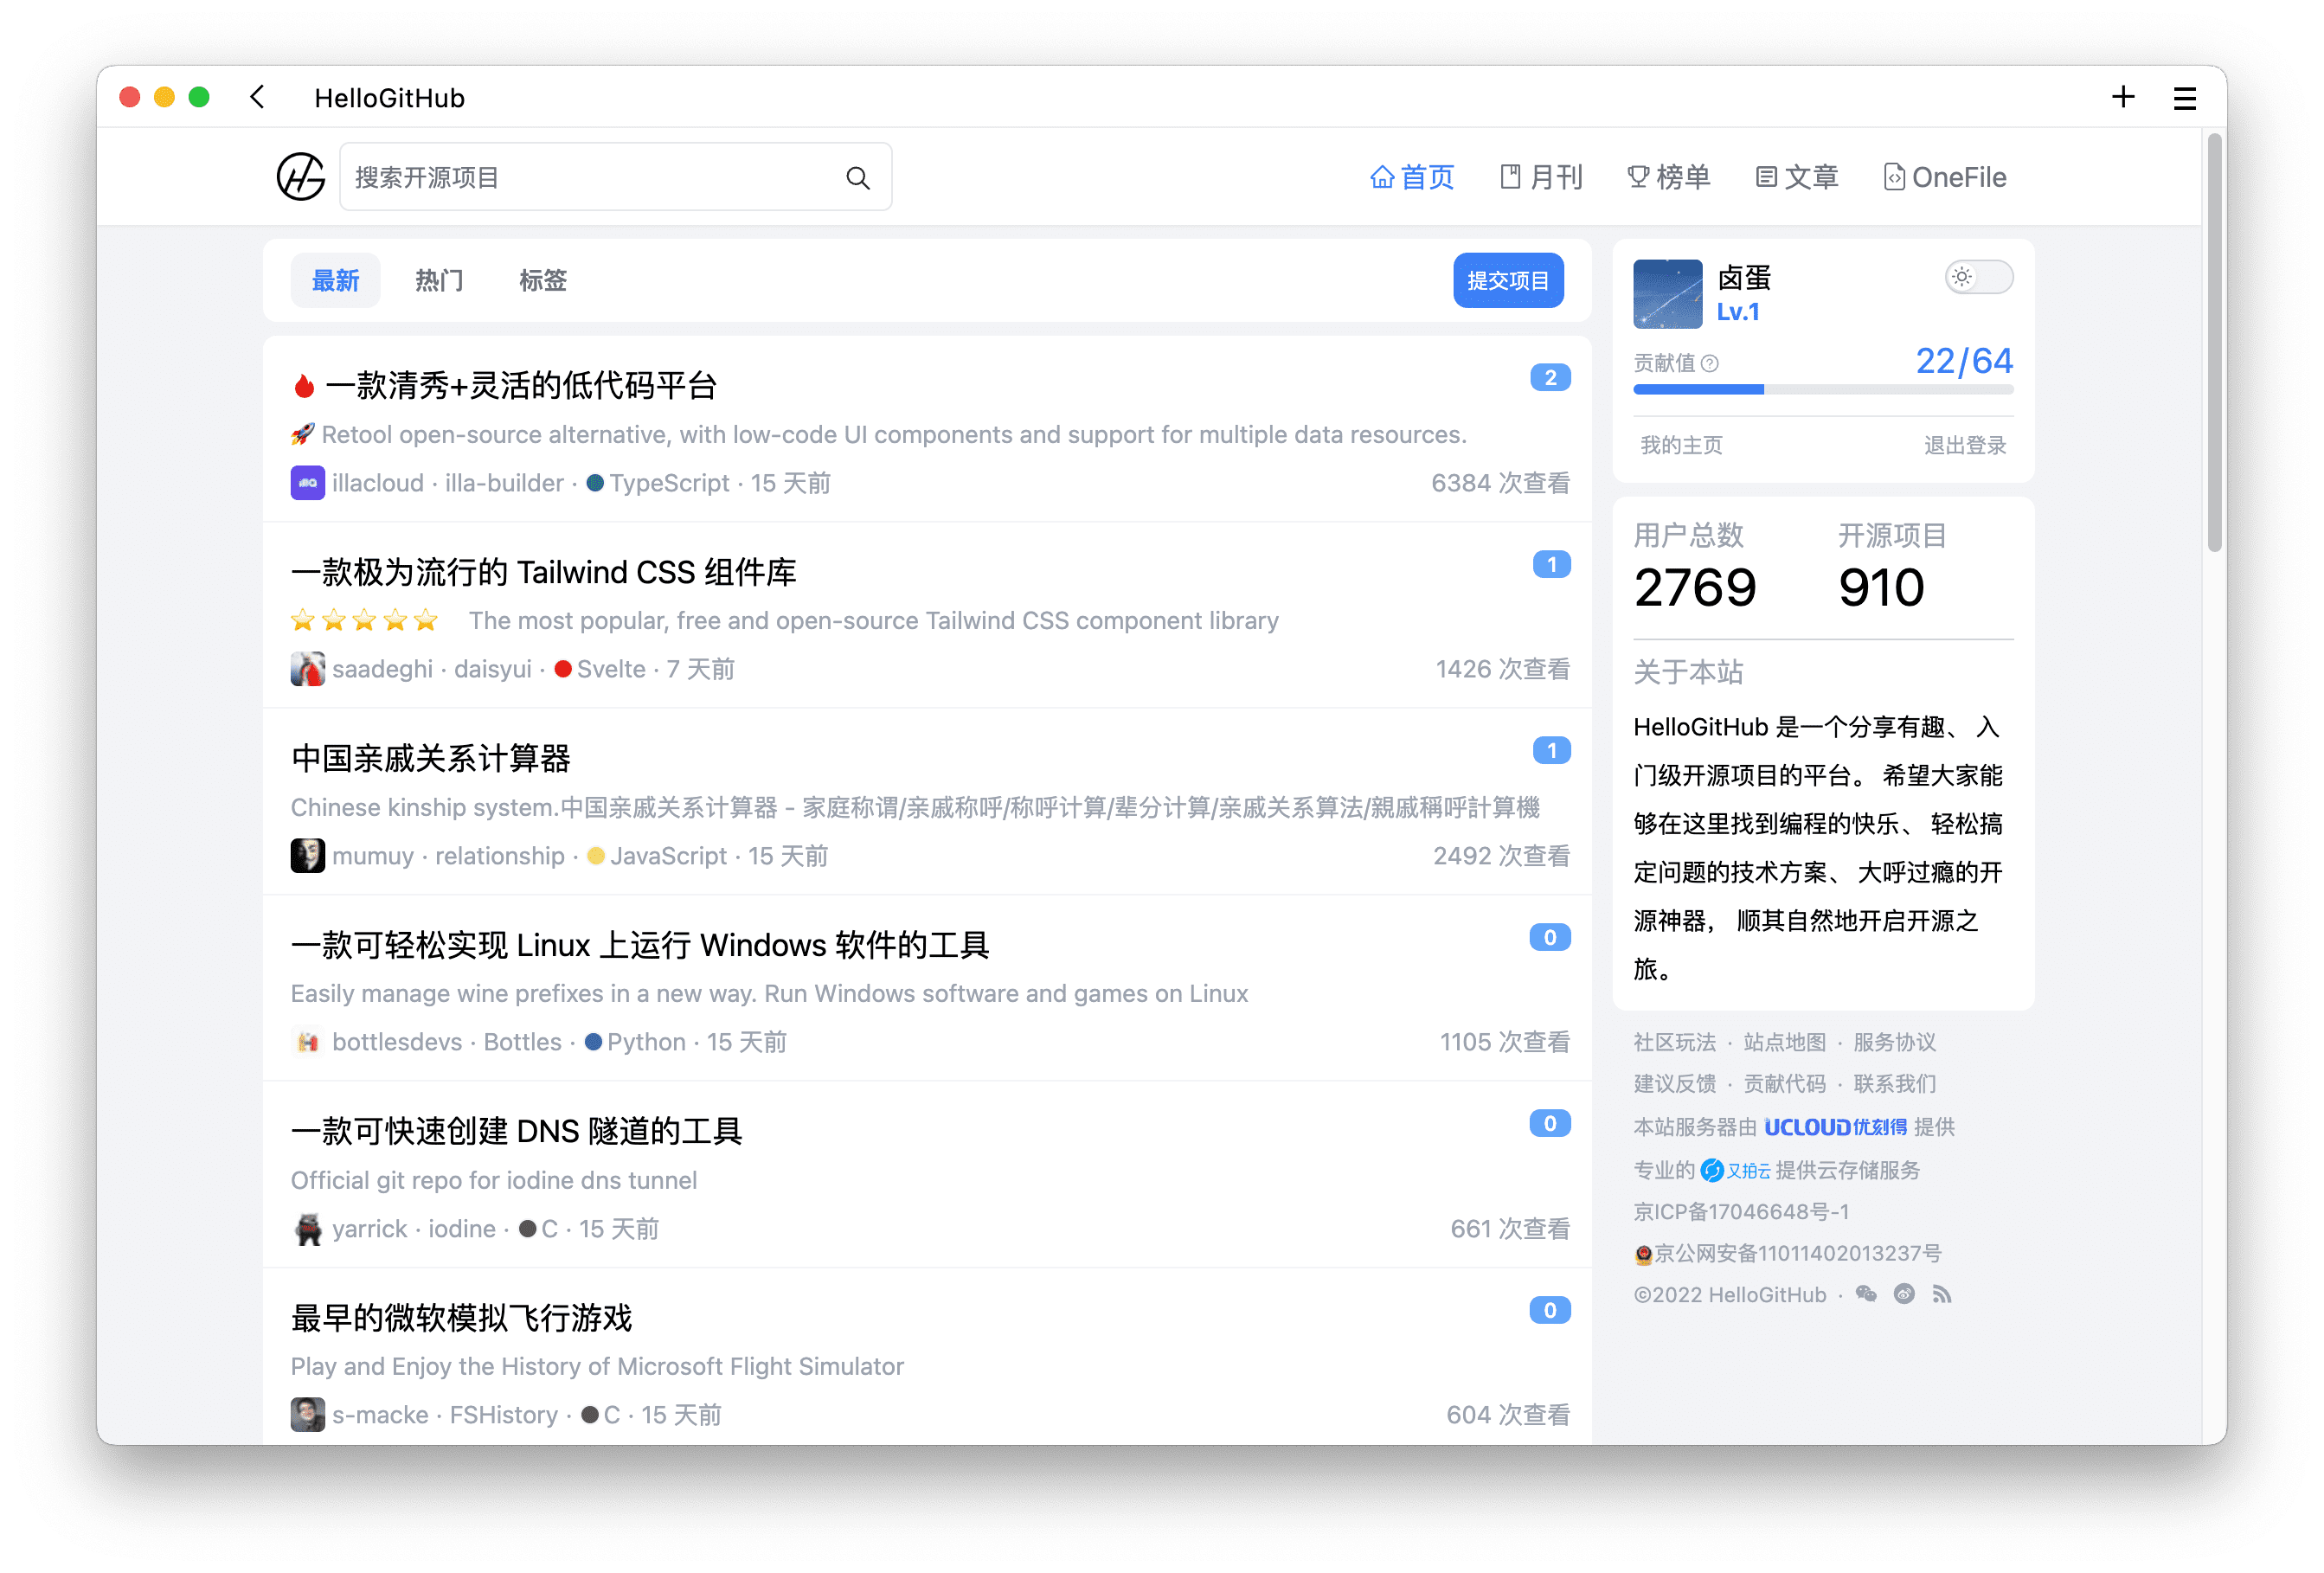 HelloGitHub
搜索开源项目
首页 月刊 榜单 文章 OneFile
最新 热门 标签 提交项目
一款清秀+灵活的低代码平台 2
🚀 Retool open-source alternative, with low-code UI components and support for multiple data resources.
illacloud · illa-builder · TypeScript · 15 天前 6384 次查看
一款极为流行的 Tailwind CSS 组件库 1
⭐⭐⭐⭐⭐ The most popular, free and open-source Tailwind CSS component library
saadeghi · daisyui · Svelte · 7 天前 1426 次查看
中国亲戚关系计算器 1
Chinese kinship system.中国亲戚关系计算器 - 家庭称谓/亲戚称呼/称呼计算/辈分计算/亲戚关系算法/親戚稱呼計算機
mumuy · relationship · JavaScript · 15 天前 2492 次查看
一款可轻松实现 Linux 上运行 Windows 软件的工具 0
Easily manage wine prefixes in a new way. Run Windows software and games on Linux
bottlesdevs · Bottles · Python · 15 天前 1105 次查看
一款可快速创建 DNS 隧道的工具 0
Official git repo for iodine dns tunnel
yarrick · iodine · C · 15 天前 661 次查看
最早的微软模拟飞行游戏 0
Play and Enjoy the History of Microsoft Flight Simulator
s-macke · FSHistory · C · 15 天前 604 次查看
卤蛋
Lv.1
贡献值 22/64
我的主页 退出登录
用户总数 开源项目
2769 910
关于本站
HelloGitHub 是一个分享有趣、 入
门级开源项目的平台。 希望大家能
够在这里找到编程的快乐、 轻松搞
定问题的技术方案、 大呼过瘾的开
源神器， 顺其自然地开启开源之
旅。
社区玩法 · 站点地图 · 服务协议
建议反馈 · 贡献代码 · 联系我们
本站服务器由 UCLOUD优刻得 提供
专业的 又拍云 提供云存储服务
京ICP备17046648号-1
京公网安备11011402013237号
©2022 HelloGitHub ·